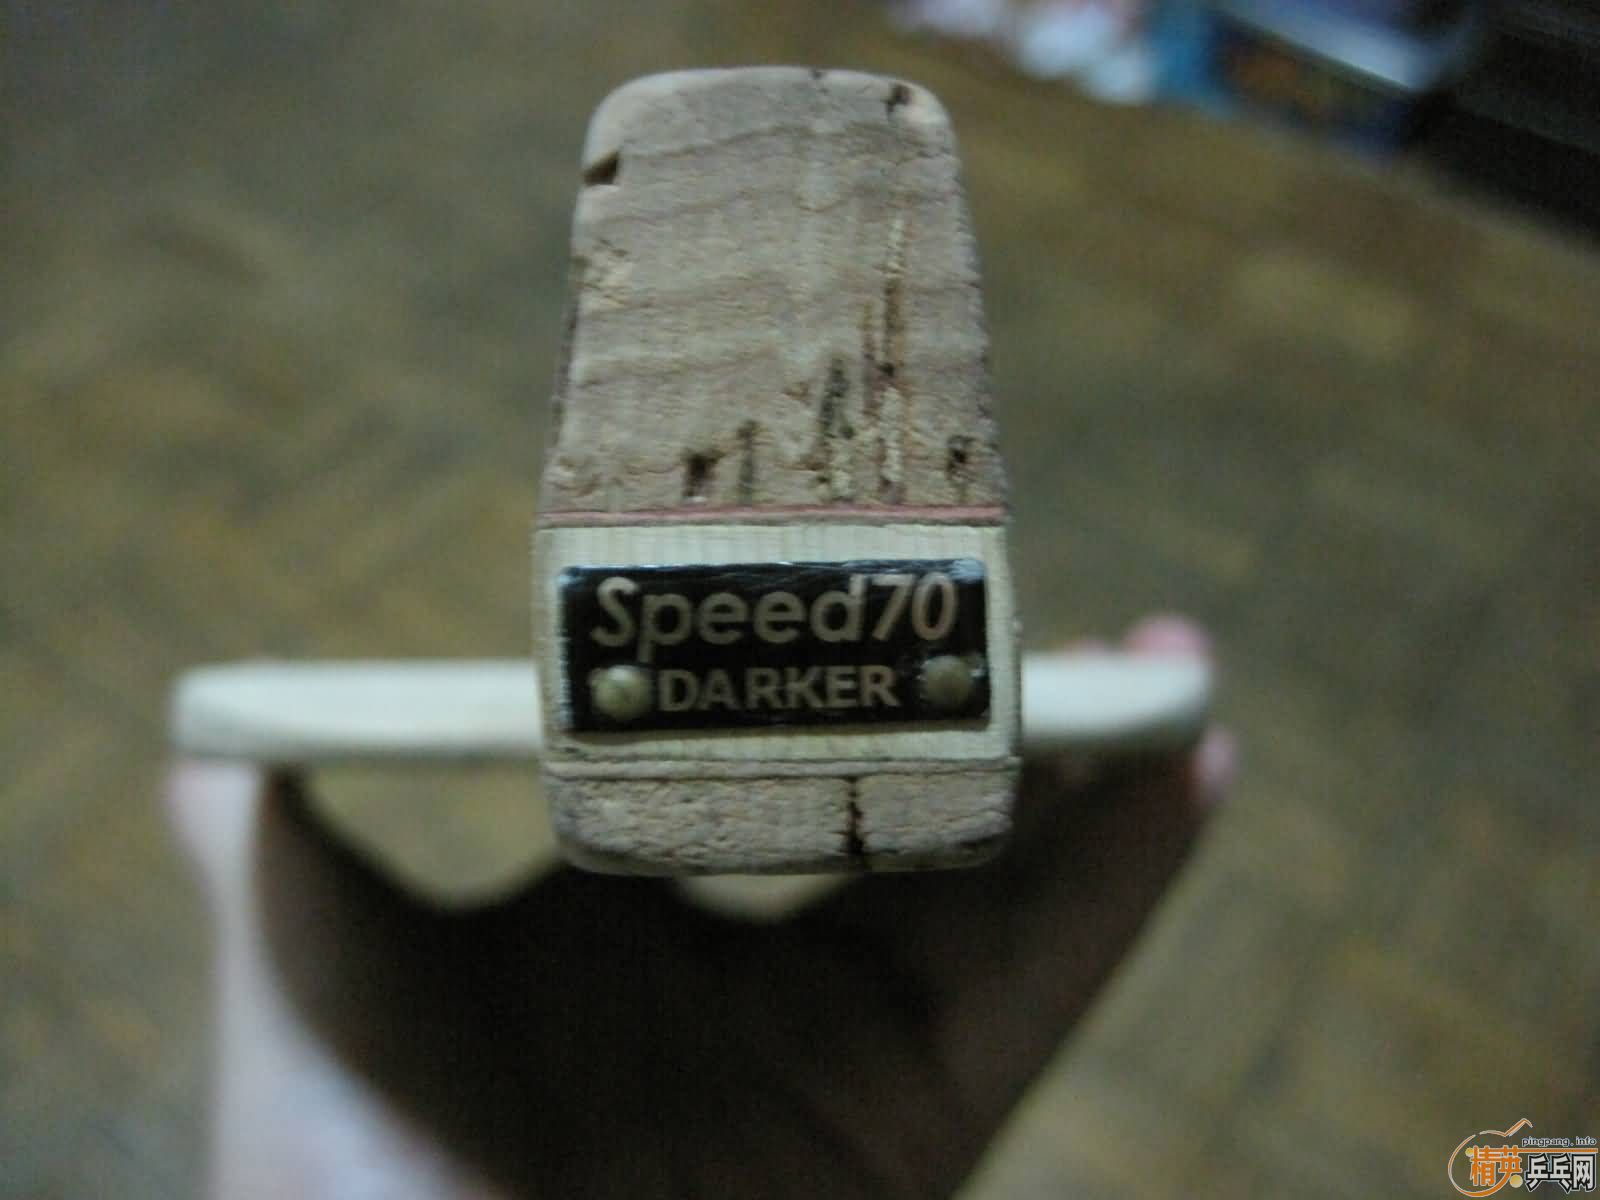 Speed70
DARKER
pingpang.info
精英乒乓网